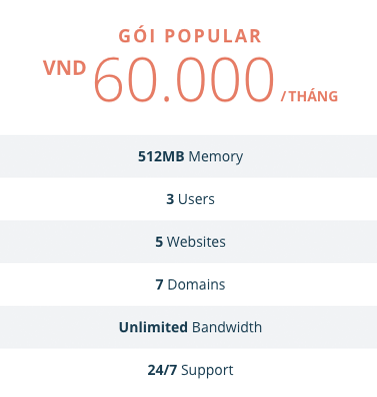 GÓI POPULAR
VND 60.000 /THÁNG
512MB Memory
3 Users
5 Websites
7 Domains
Unlimited Bandwidth
24/7 Support